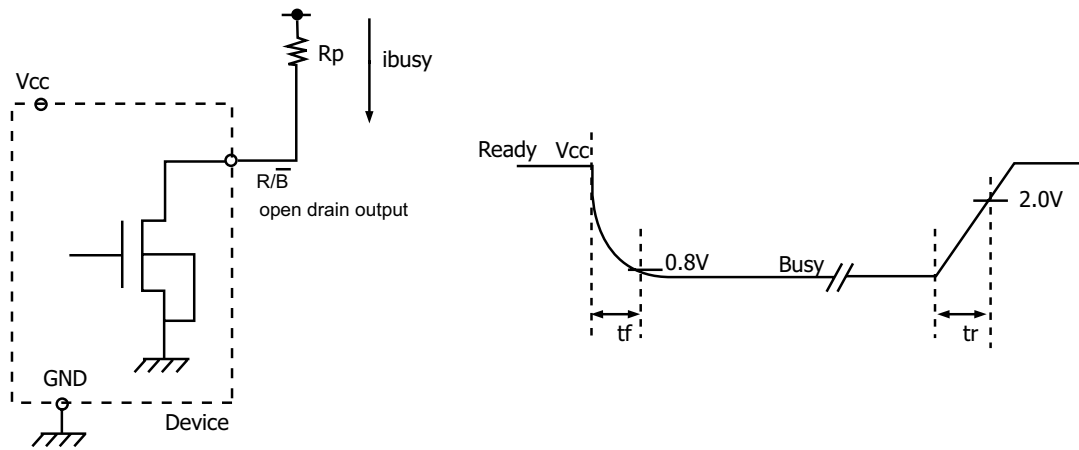 Rp
ibusy
Vcc
R/B̅
open drain output
GND
Device
Ready Vcc
0.8V
Busy
2.0V
tf
tr